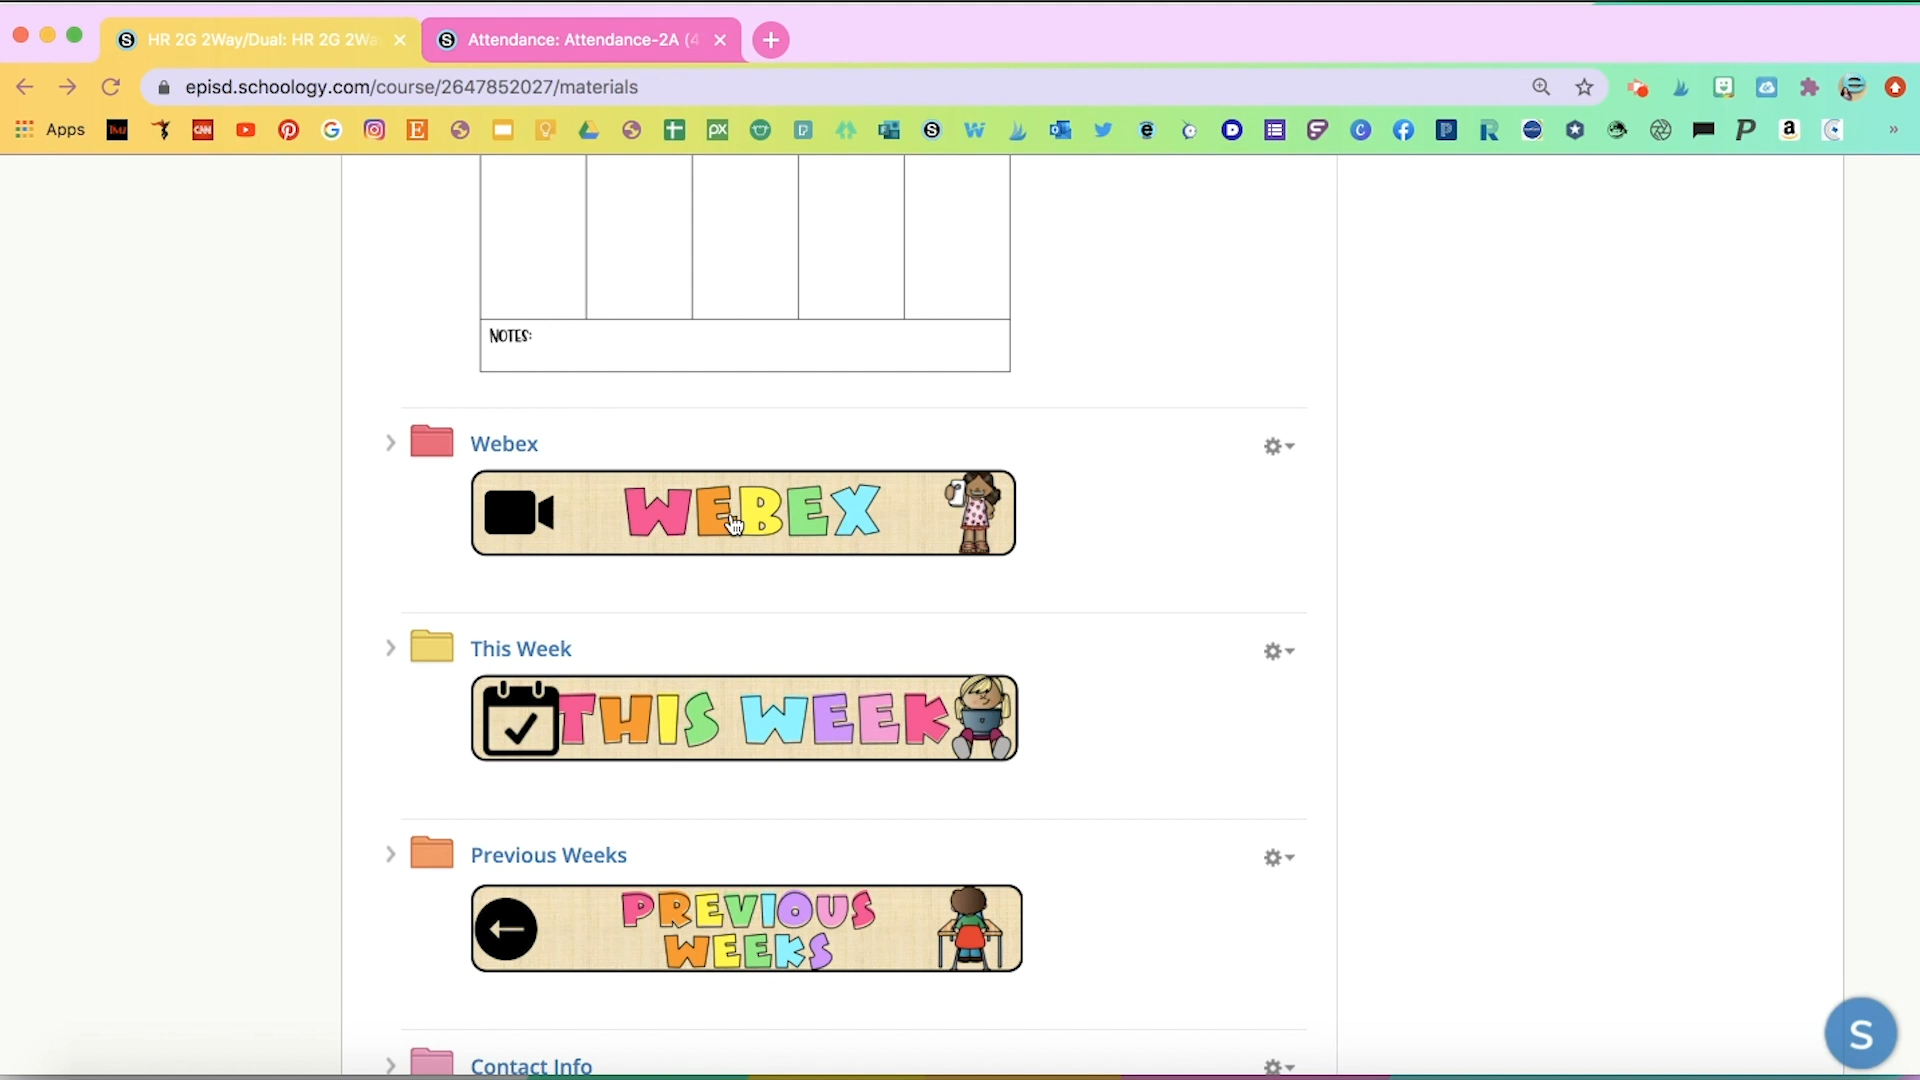 HR 2G 2Way/Dual: HR 2G 2Wa
Attendance: Attendance-2A (4
episd.schoology.com/course/2647852027/materials
Apps
NOTES:
Webex
WEBEX
This Week
THIS WEEK
Previous Weeks
PREVIOUS
WEEKS
Contact Info
S